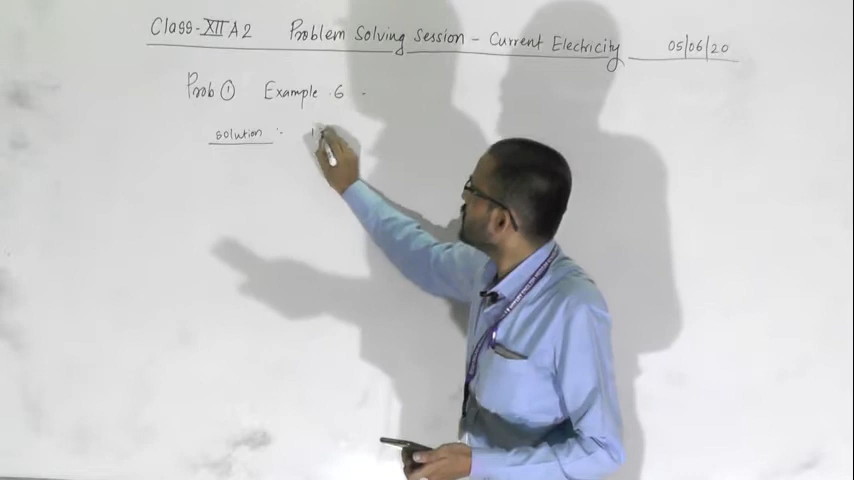 Class-XII A2 Problem Solving Session - Current Electricity 05/06/20
Prob ① Example 6 -
solution :-